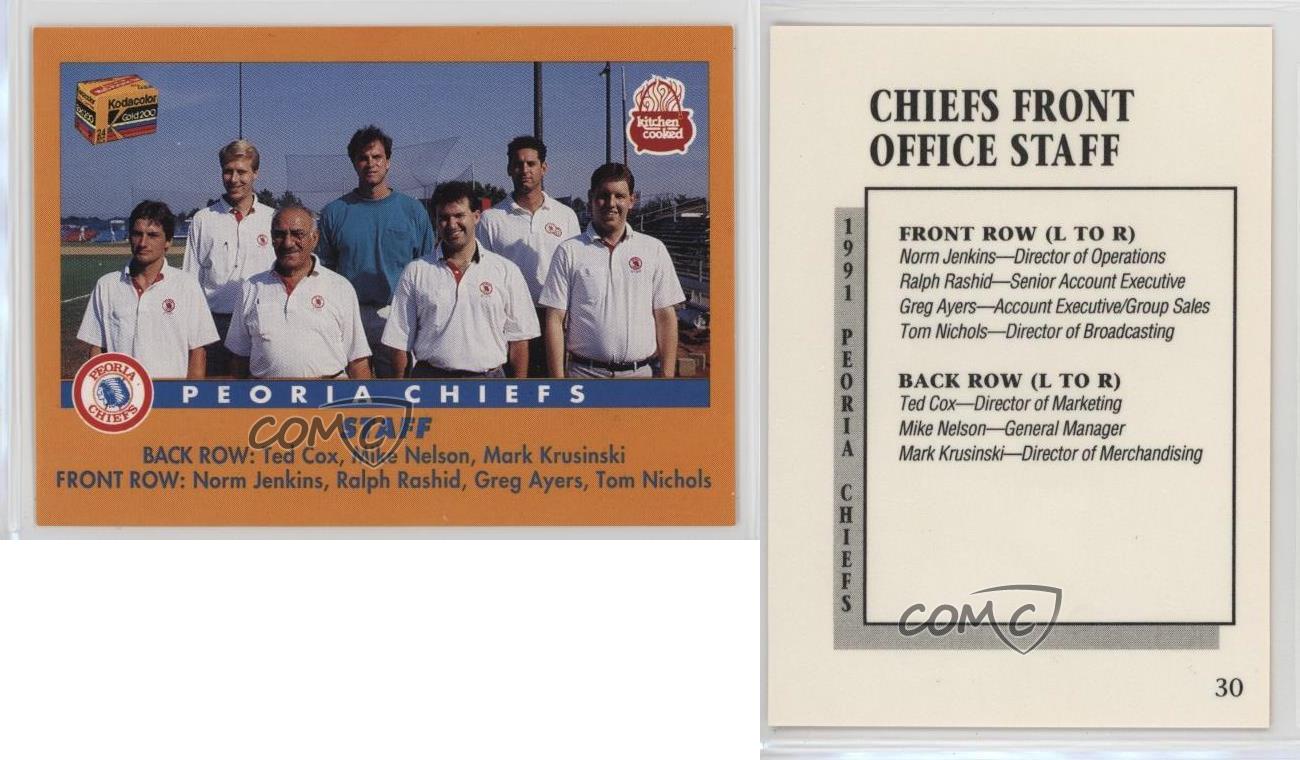 Kodacolor
Gold 200
24
kitchen
cooked
PEORIA
CHIEFS
PEORIA CHIEFS
STAFF
BACK ROW: Ted Cox, Mike Nelson, Mark Krusinski
FRONT ROW: Norm Jenkins, Ralph Rashid, Greg Ayers, Tom Nichols
COMC
CHIEFS FRONT
OFFICE STAFF
1991 PEORIA CHIEFS
FRONT ROW (L TO R)
Norm Jenkins—Director of Operations
Ralph Rashid—Senior Account Executive
Greg Ayers—Account Executive/Group Sales
Tom Nichols—Director of Broadcasting
BACK ROW (L TO R)
Ted Cox—Director of Marketing
Mike Nelson—General Manager
Mark Krusinski—Director of Merchandising
COMC
30